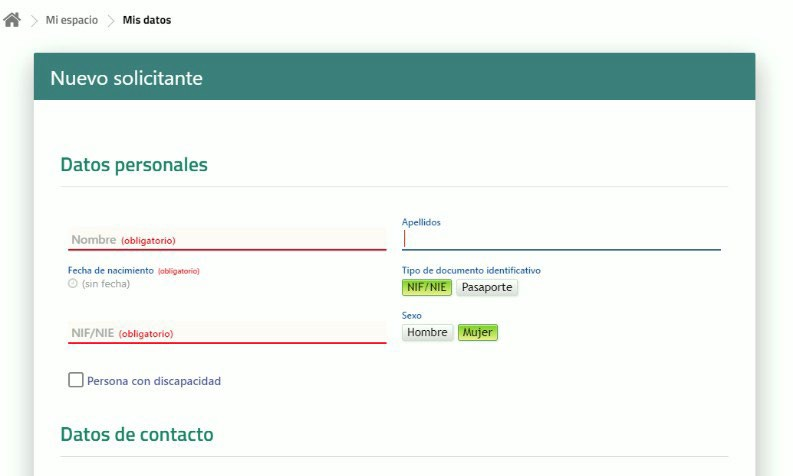 Mi espacio Mis datos
Nuevo solicitante
Datos personales
Apellidos
Nombre (obligatorio)
Fecha de nacimiento (obligatorio) Tipo de documento identificativo
(sin fecha) NIF/NIE Pasaporte
Sexo
NIF/NIE (obligatorio) Hombre Mujer
Persona con discapacidad
Datos de contacto